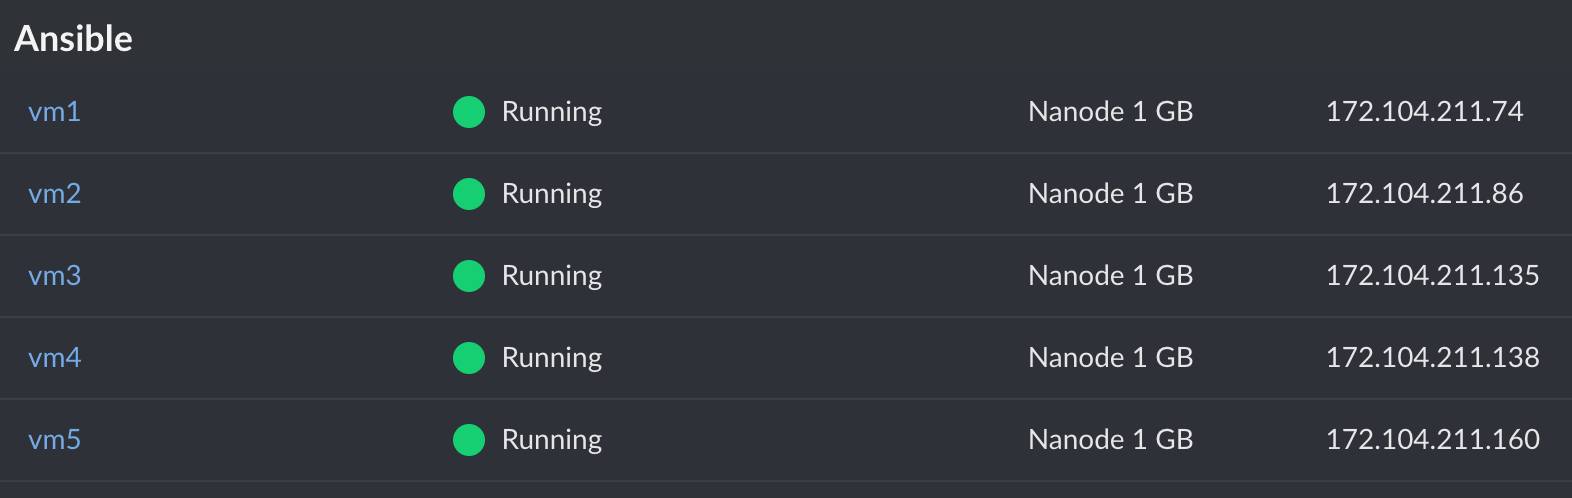 Ansible
vm1 Running Nanode 1 GB 172.104.211.74
vm2 Running Nanode 1 GB 172.104.211.86
vm3 Running Nanode 1 GB 172.104.211.135
vm4 Running Nanode 1 GB 172.104.211.138
vm5 Running Nanode 1 GB 172.104.211.160